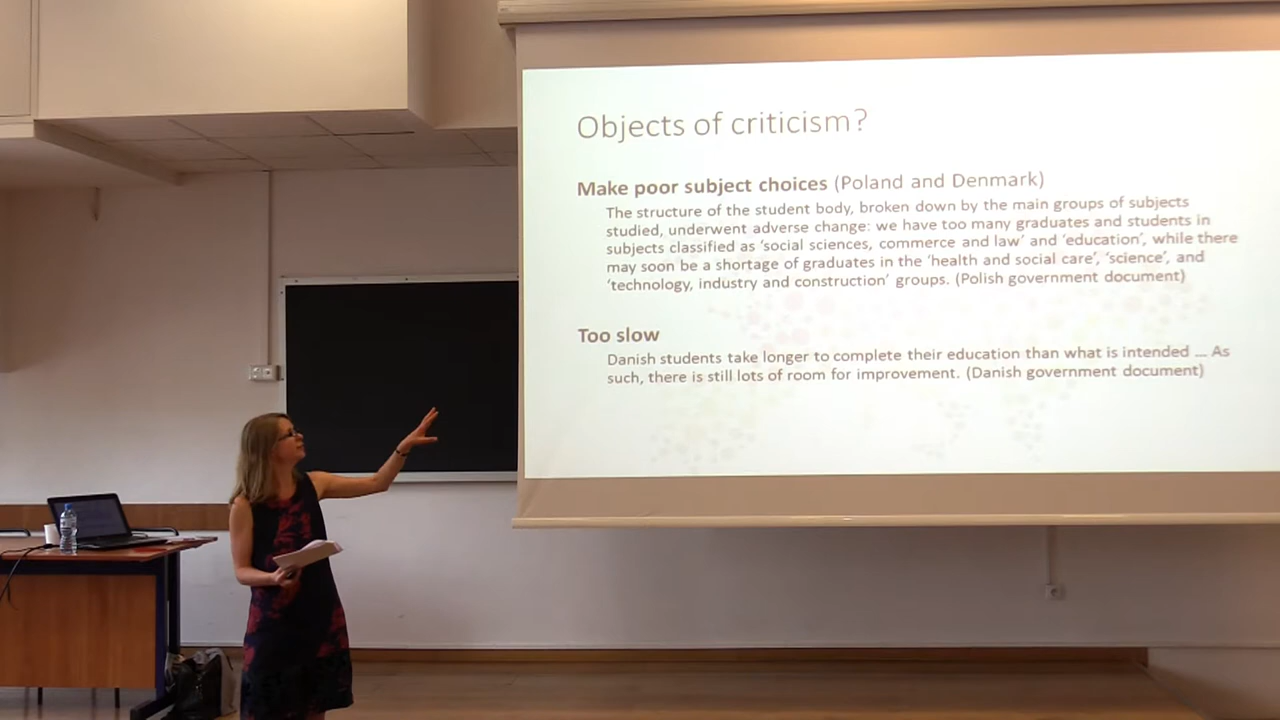 Objects of criticism?
Make poor subject choices (Poland and Denmark)
The structure of the student body, broken down by the main groups of subjects
studied, underwent adverse change: we have too many graduates and students in
subjects classified as ‘social sciences, commerce and law’ and ‘education’, while there
may soon be a shortage of graduates in the ‘health and social care’, ‘science’, and
‘technology, industry and construction’ groups. (Polish government document)
Too slow
Danish students take longer to complete their education than what is intended ... As
such, there is still lots of room for improvement. (Danish government document)